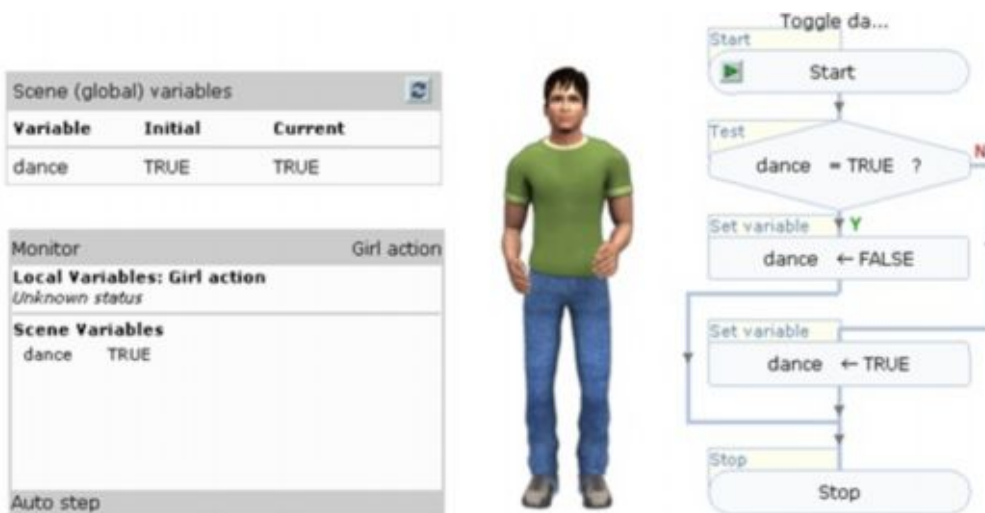 Scene (global) variables
Variable Initial Current
dance TRUE TRUE
Monitor Girl action
Local Variables: Girl action
Unknown status
Scene Variables
dance TRUE
Auto step
Toggle da...
Start
Start
Test
dance = TRUE ?
N
Y
Set variable
dance ← FALSE
Set variable
dance ← TRUE
Stop
Stop